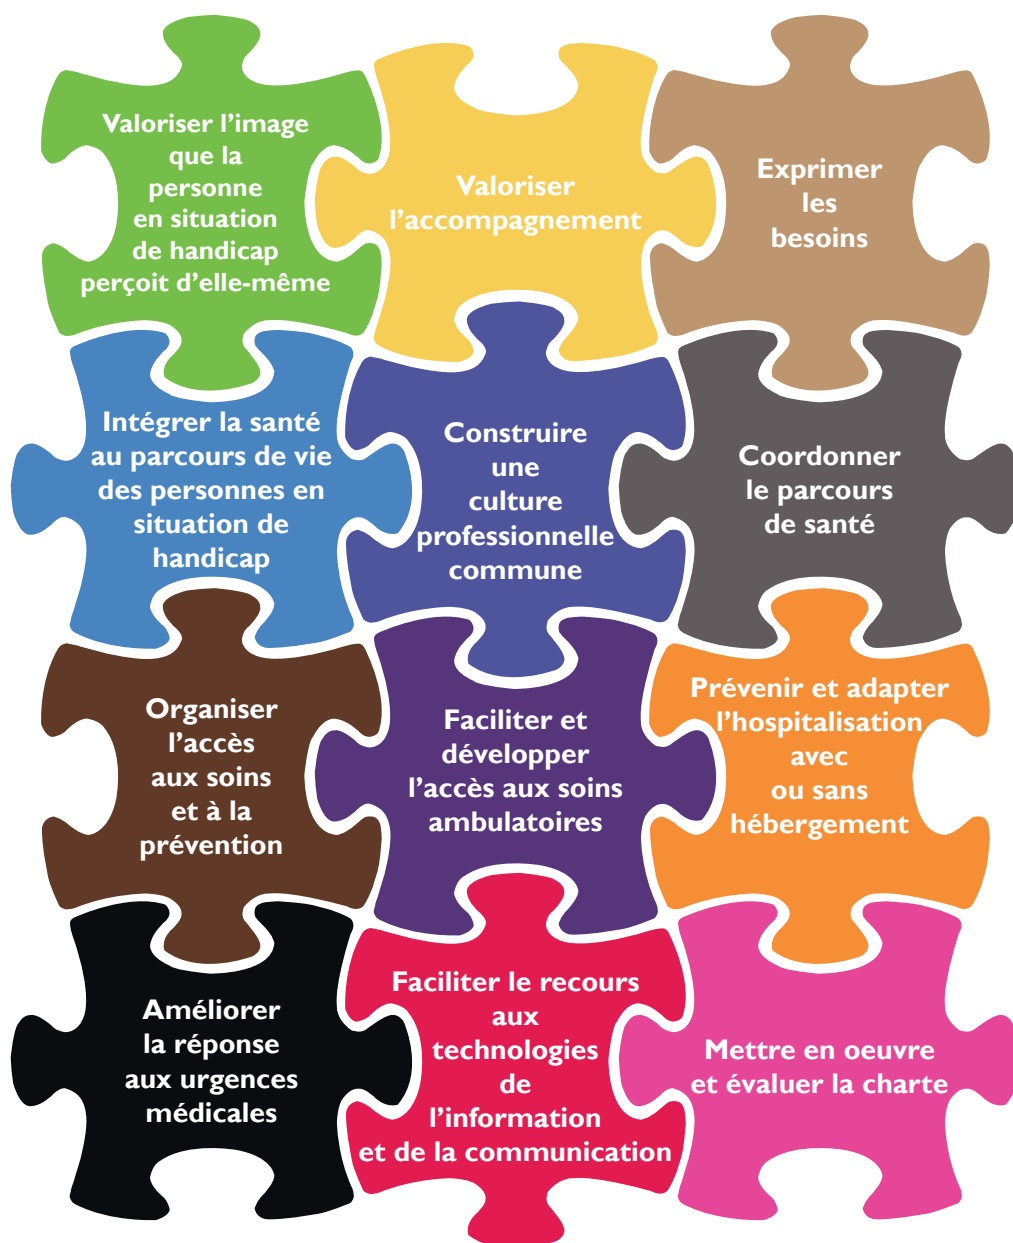 Valoriser l’image
que la
personne
en situation
de handicap
perçoit d’elle-même
Valoriser
l’accompagnement
Exprimer
les
besoins
Intégrer la santé
au parcours de vie
des personnes en
situation de
handicap
Construire
une
culture
professionnelle
commune
Coordonner
le parcours
de santé
Organiser
l’accès
aux soins
et à la
prévention
Faciliter et
développer
l’accès aux soins
ambulatoires
Prévenir et adapter
l’hospitalisation
avec
ou sans
hébergement
Améliorer
la réponse
aux urgences
médicales
Faciliter le recours
aux
technologies
de
l’information
et de la communication
Mettre en oeuvre
et évaluer la charte